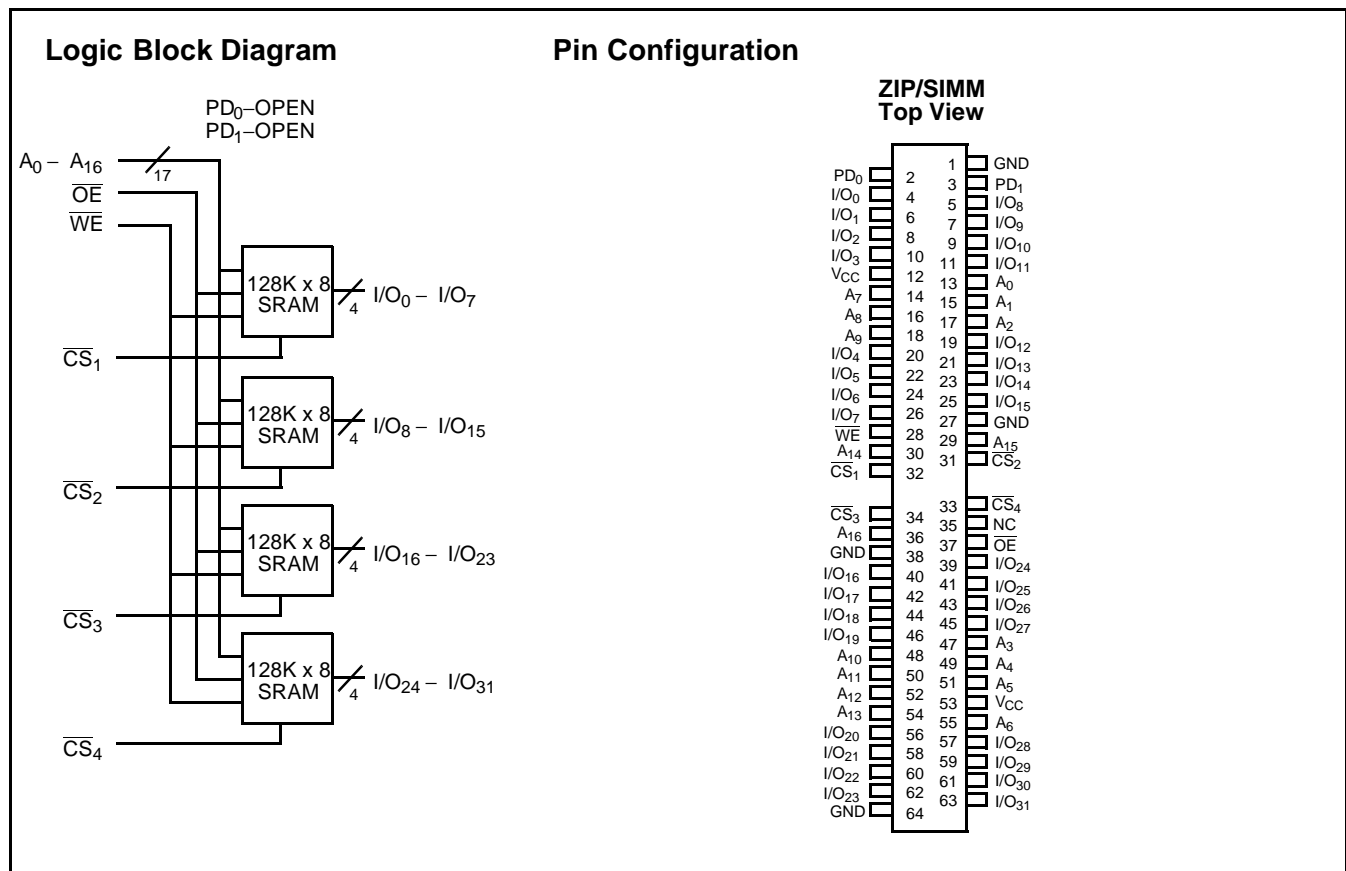 Logic Block Diagram
PD0–OPEN
PD1–OPEN
A0 – A16
17
OE
WE
128K x 8
SRAM
4
I/O0 – I/O7
CS1
128K x 8
SRAM
4
I/O8 – I/O15
CS2
128K x 8
SRAM
4
I/O16 – I/O23
CS3
128K x 8
SRAM
4
I/O24 – I/O31
CS4
Pin Configuration
ZIP/SIMM
Top View
1 GND
PD0 2
3 PD1
I/O0 4
5 I/O8
I/O1 6
7 I/O9
I/O2 8
9 I/O10
I/O3 10
11 I/O11
VCC 12
13 A0
A7 14
15 A1
A8 16
17 A2
A9 18
19 I/O12
I/O4 20
21 I/O13
I/O5 22
23 I/O14
I/O6 24
25 I/O15
I/O7 26
27 GND
WE 28
29 A15
A14 30
31 CS2
CS1 32
33 CS4
CS3 34
35 NC
A16 36
37 OE
GND 38
39 I/O24
I/O16 40
41 I/O25
I/O17 42
43 I/O26
I/O18 44
45 I/O27
I/O19 46
47 A3
A10 48
49 A4
A11 50
51 A5
A12 52
53 VCC
A13 54
55 A6
I/O20 56
57 I/O28
I/O21 58
59 I/O29
I/O22 60
61 I/O30
I/O23 62
63 I/O31
GND 64